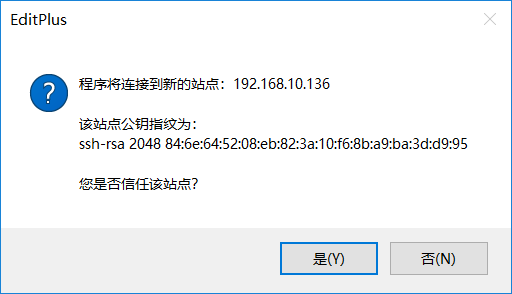 EditPlus
程序将连接到新的站点：192.168.10.136
该站点公钥指纹为：
ssh-rsa 2048 84:6e:64:52:08:eb:82:3a:10:f6:8b:a9:ba:3d:d9:95
您是否信任该站点？
是(Y)
否(N)